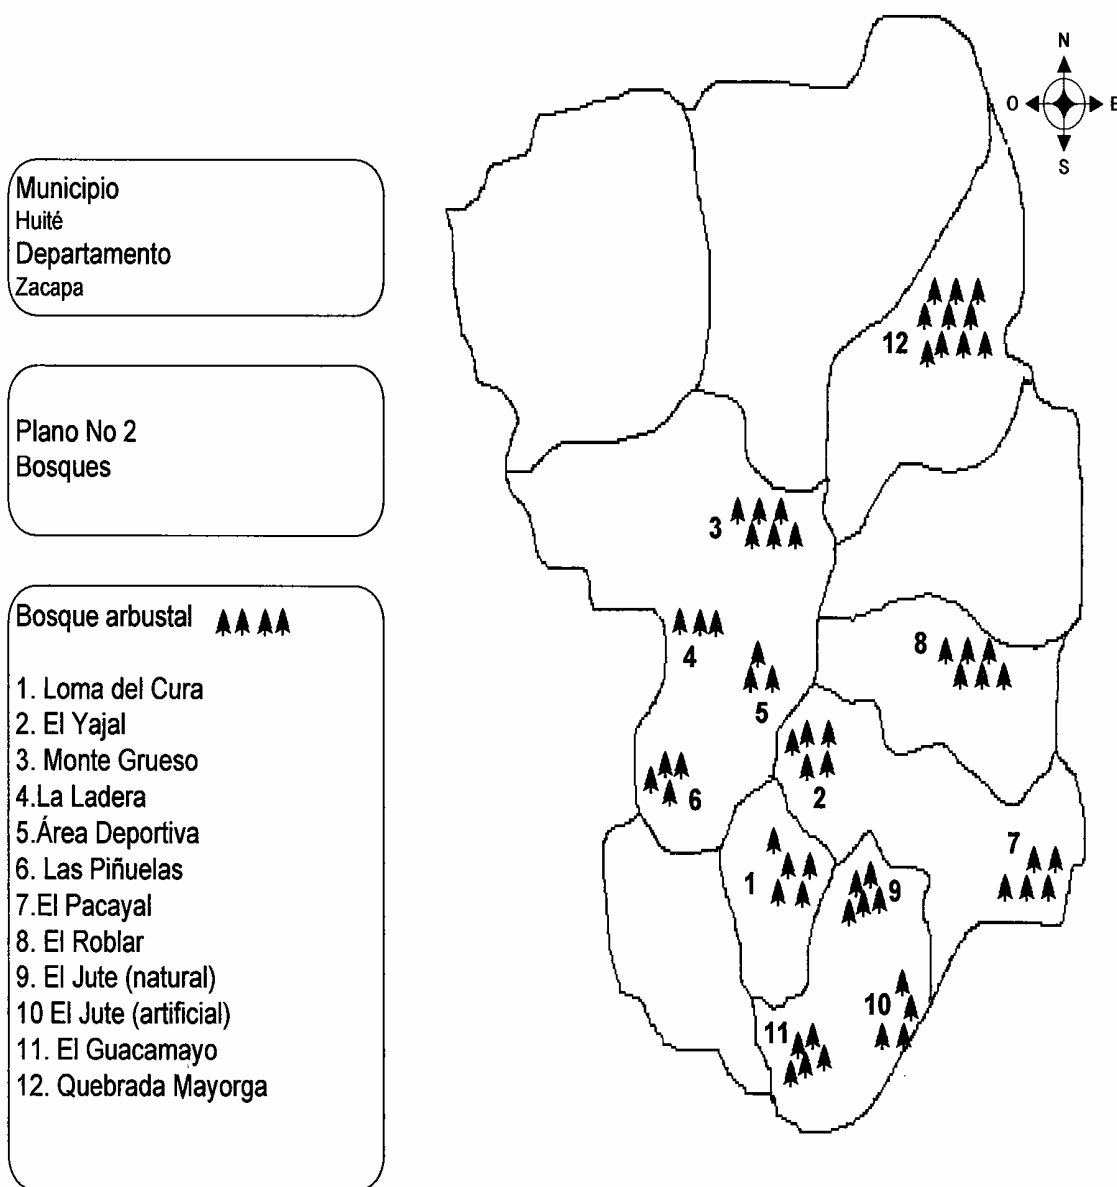 Municipio
Huité
Departamento
Zacapa
Plano No 2
Bosques
Bosque arbustal
1. Loma del Cura
2. El Yajal
3. Monte Grueso
4.La Ladera
5.Área Deportiva
6. Las Piñuelas
7.El Pacayal
8. El Roblar
9. El Jute (natural)
10 El Jute (artificial)
11. El Guacamayo
12. Quebrada Mayorga
N
O
E
S
12
3
4
8
5
2
6
7
1
9
10
11